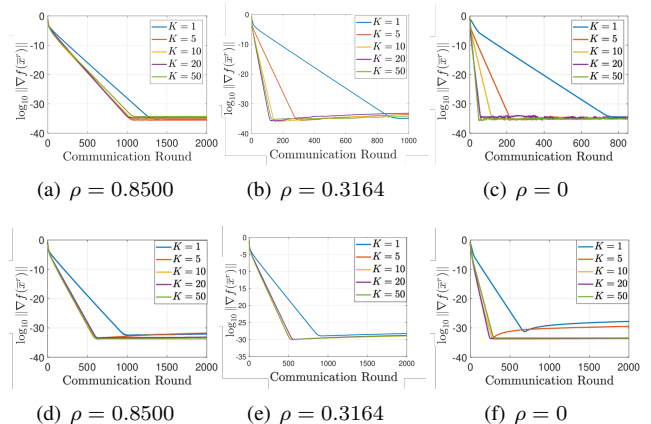 0
-10
-20
-30
-40
log10 ‖∇f(x̄^r)‖
K = 1
K = 5
K = 10
K = 20
K = 50
0 500 1000 1500 2000
Communication Round
(a) ρ = 0.8500
0
-10
-20
-30
-40
log10 ‖∇f(x̄^r)‖
K = 1
K = 5
K = 10
K = 20
K = 50
0 200 400 600 800 1000
Communication Round
(b) ρ = 0.3164
0
-10
-20
-30
-40
log10 ‖∇f(x̄^r)‖
K = 1
K = 5
K = 10
K = 20
K = 50
0 200 400 600 800
Communication Round
(c) ρ = 0
0
-10
-20
-30
-40
log10 ‖∇f(x̄^r)‖
K = 1
K = 5
K = 10
K = 20
K = 50
0 500 1000 1500 2000
Communication Round
(d) ρ = 0.8500
0
-5
-10
-15
-20
-25
-30
-35
log10 ‖∇f(x̄^r)‖
K = 1
K = 5
K = 10
K = 20
K = 50
0 500 1000 1500 2000
Communication Round
(e) ρ = 0.3164
0
-10
-20
-30
-40
log10 ‖∇f(x̄^r)‖
K = 1
K = 5
K = 10
K = 20
K = 50
0 500 1000 1500 2000
Communication Round
(f) ρ = 0